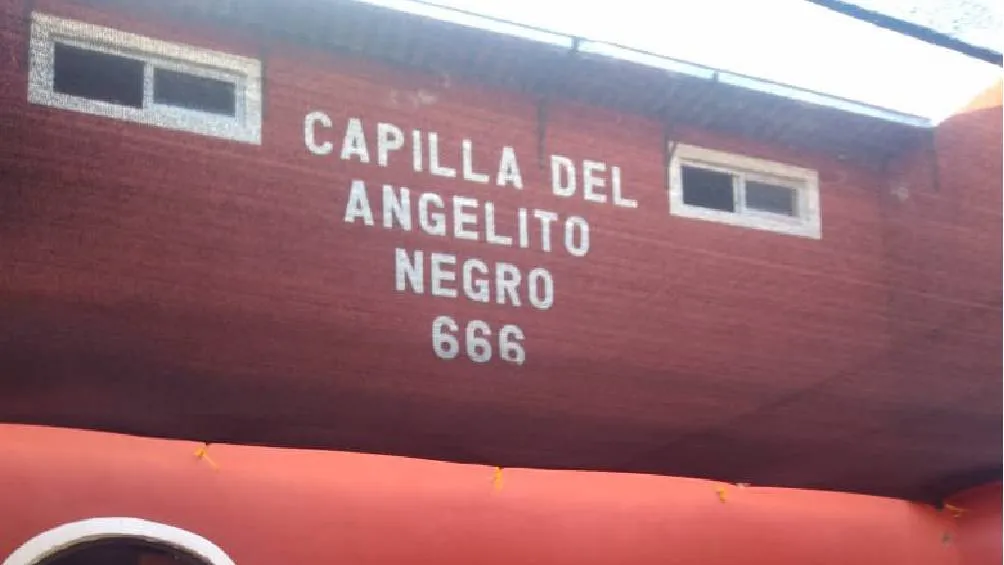 CAPILLA DEL
ANGELITO
NEGRO
666